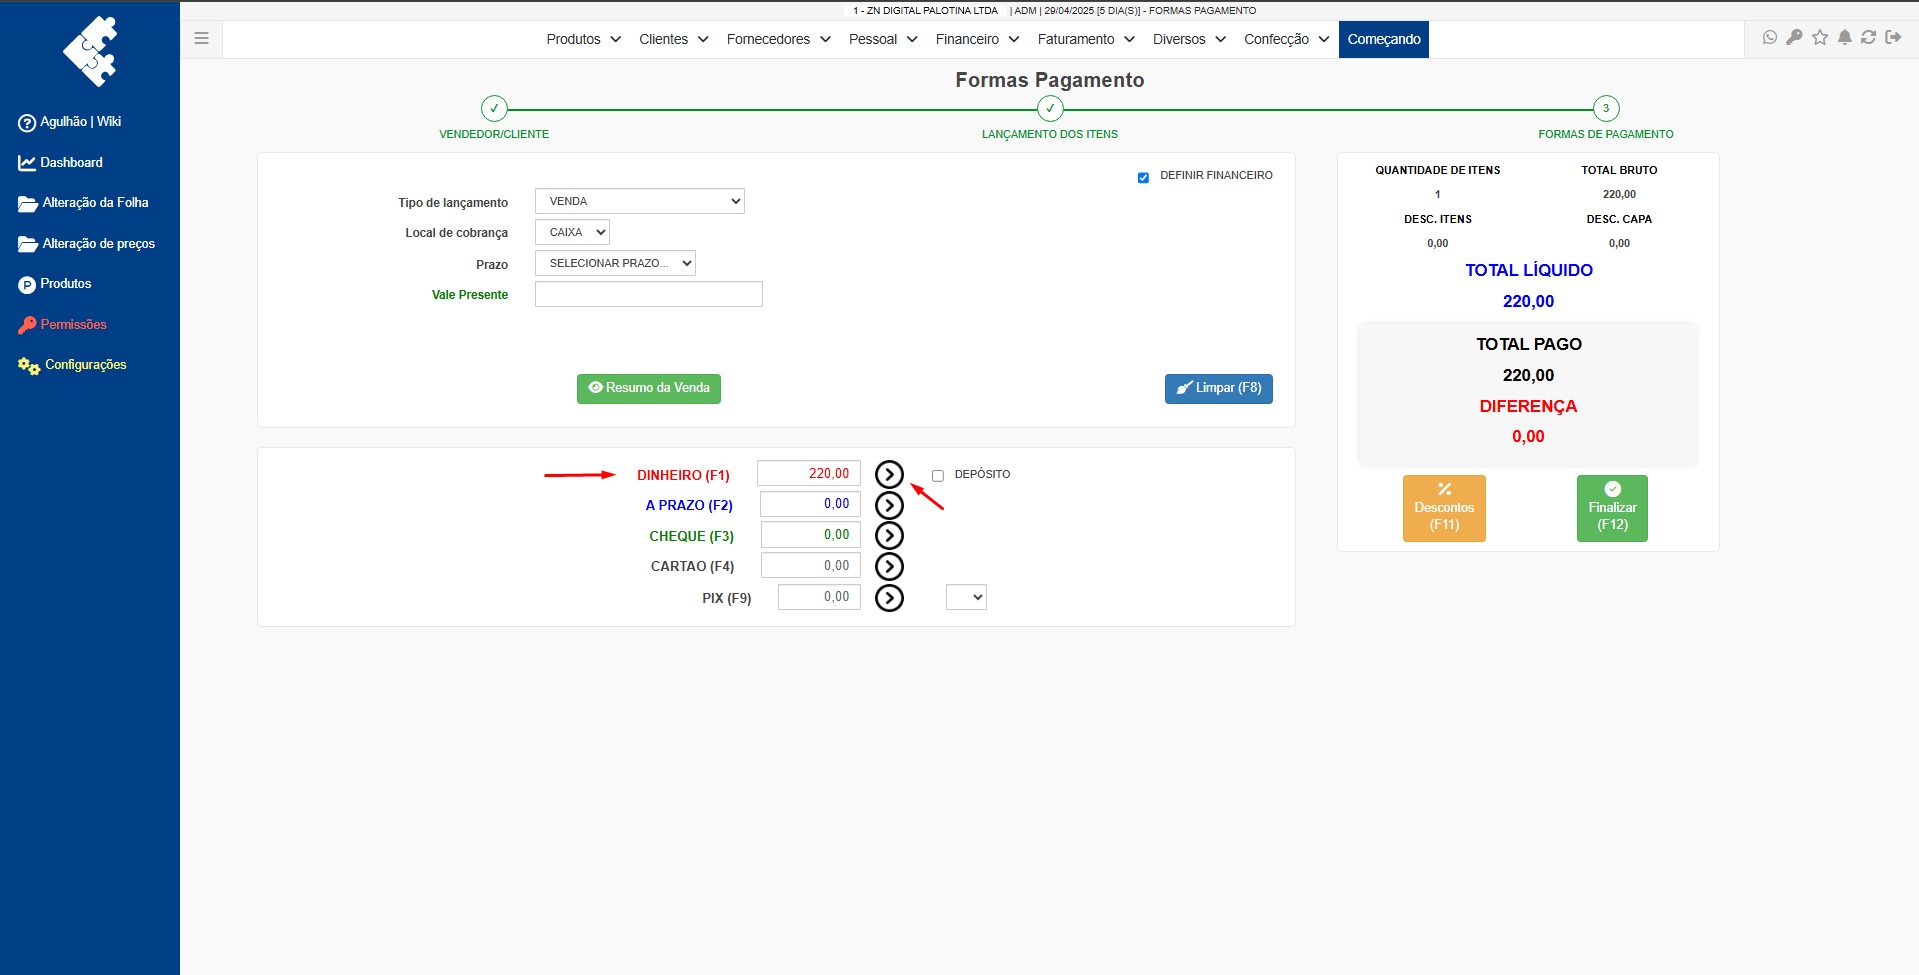 1 - ZN DIGITAL PALOTINA LTDA | ADM | 29/04/2025 [5 DIA(S)] - FORMAS PAGAMENTO
Produtos Clientes Fornecedores Pessoal Financeiro Faturamento Diversos Confecção Começando
Agulhão | Wiki
Dashboard
Alteração da Folha
Alteração de preços
P Produtos
Permissões
Configurações
Formas Pagamento
3
VENDEDOR/CLIENTE
LANÇAMENTO DOS ITENS
FORMAS DE PAGAMENTO
DEFINIR FINANCEIRO
Tipo de lançamento VENDA
Local de cobrança CAIXA
Prazo SELECIONAR PRAZO...
Vale Presente
Resumo da Venda
Limpar (F8)
DINHEIRO (F1) 220,00 DEPÓSITO
A PRAZO (F2) 0,00
CHEQUE (F3) 0,00
CARTAO (F4) 0,00
PIX (F9) 0,00
QUANTIDADE DE ITENS TOTAL BRUTO
1 220,00
DESC. ITENS DESC. CAPA
0,00 0,00
TOTAL LÍQUIDO
220,00
TOTAL PAGO
220,00
DIFERENÇA
0,00
Descontos
(F11)
Finalizar
(F12)